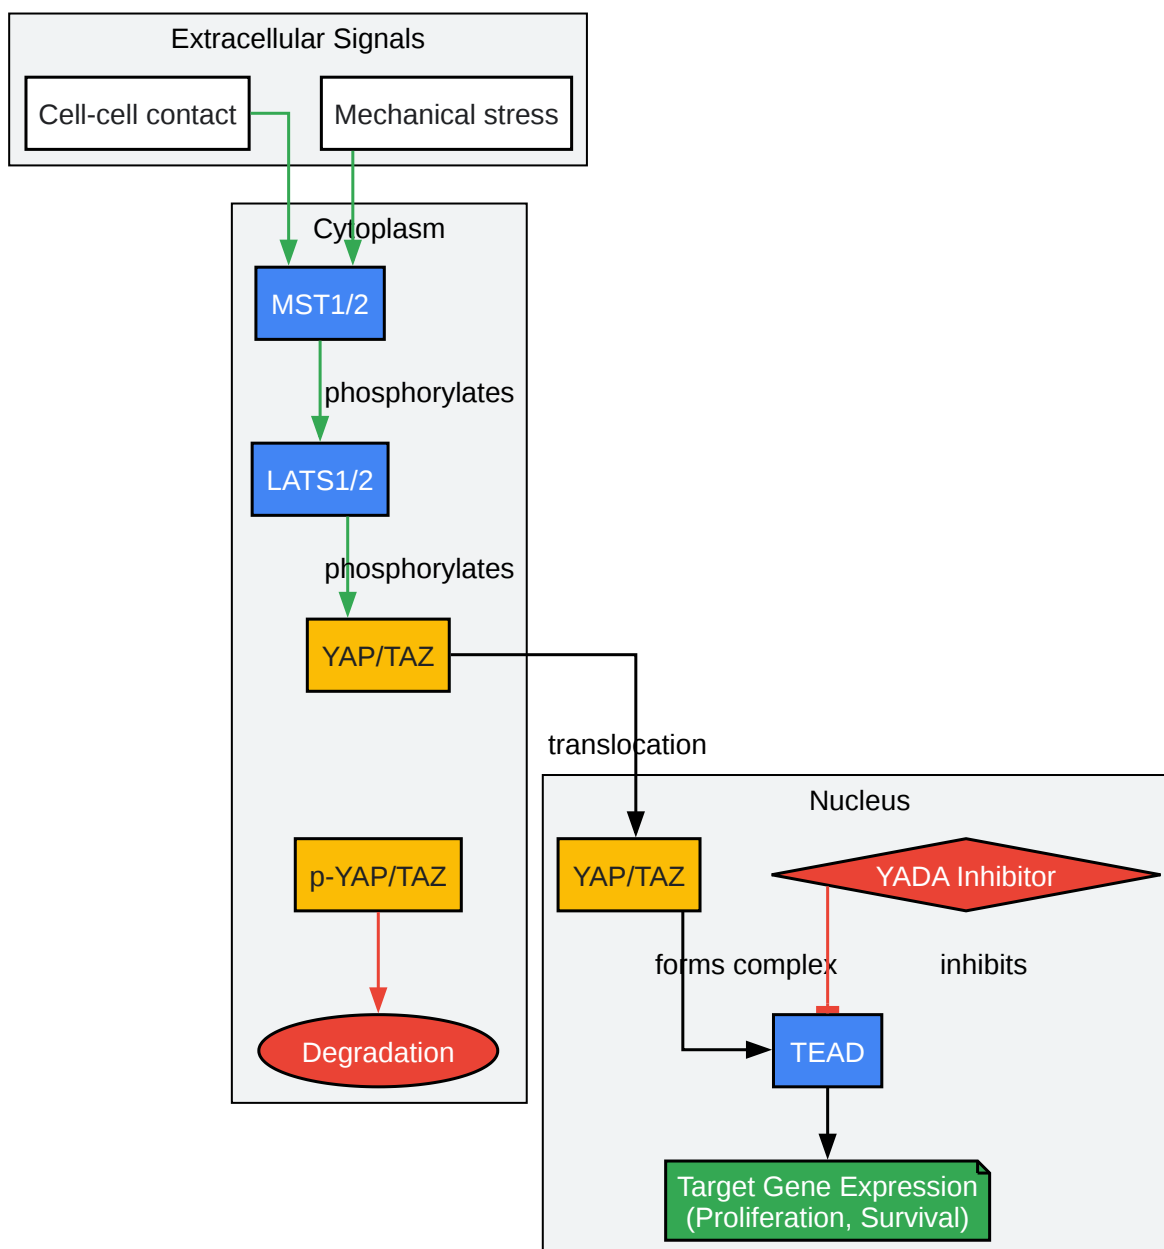 Extracellular Signals
Cell-cell contact
Mechanical stress
Cytoplasm
MST1/2
phosphorylates
LATS1/2
phosphorylates
YAP/TAZ
translocation
Nucleus
p-YAP/TAZ
YAP/TAZ
YADA Inhibitor
forms complex
inhibits
Degradation
TEAD
Target Gene Expression
(Proliferation, Survival)